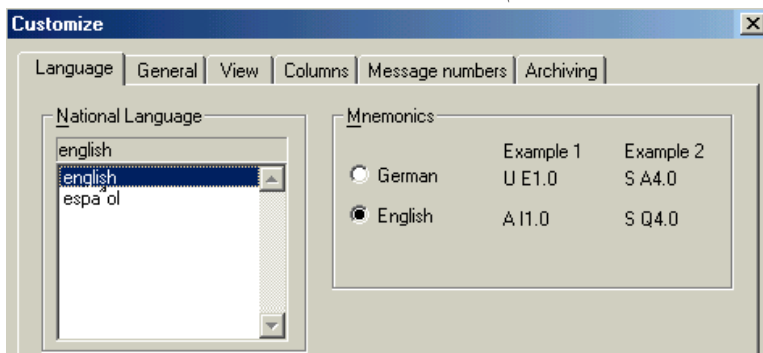 Customize
Language General View Columns Message numbers Archiving
National Language
english
english
espa ol
Mnemonics
Example 1 Example 2
German U E1.0 S A4.0
English A I1.0 S Q4.0